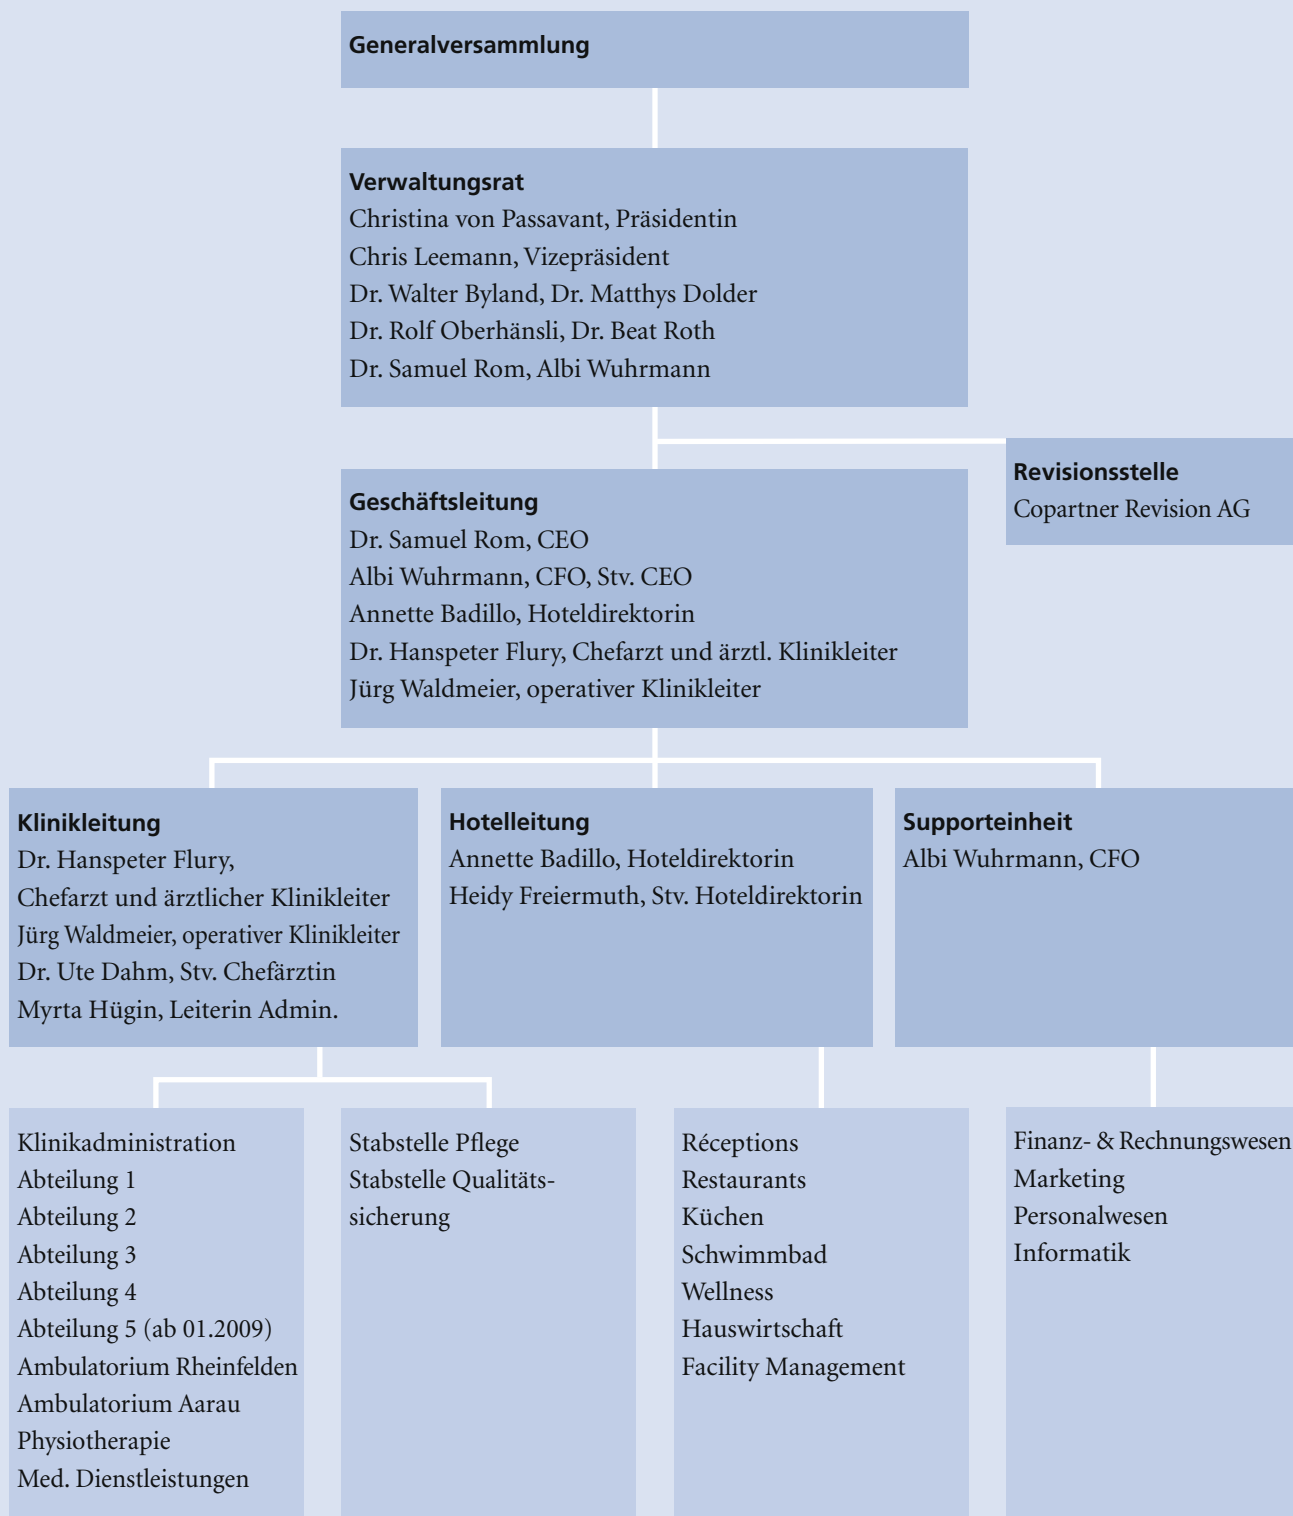 Generalversammlung
Verwaltungsrat
Christina von Passavant, Präsidentin
Chris Leemann, Vizepräsident
Dr. Walter Byland, Dr. Matthys Dolder
Dr. Rolf Oberhänsli, Dr. Beat Roth
Dr. Samuel Rom, Albi Wuhrmann
Revisionsstelle
Copartner Revision AG
Geschäftsleitung
Dr. Samuel Rom, CEO
Albi Wuhrmann, CFO, Stv. CEO
Annette Badillo, Hoteldirektorin
Dr. Hanspeter Flury, Chefarzt und ärztl. Klinikleiter
Jürg Waldmeier, operativer Klinikleiter
Klinikleitung
Dr. Hanspeter Flury,
Chefarzt und ärztlicher Klinikleiter
Jürg Waldmeier, operativer Klinikleiter
Dr. Ute Dahm, Stv. Chefärztin
Myrta Hügin, Leiterin Admin.
Hotelleitung
Annette Badillo, Hoteldirektorin
Heidy Freiermuth, Stv. Hoteldirektorin
Supporteinheit
Albi Wuhrmann, CFO
Klinikadministration
Abteilung 1
Abteilung 2
Abteilung 3
Abteilung 4
Abteilung 5 (ab 01.2009)
Ambulatorium Rheinfelden
Ambulatorium Aarau
Physiotherapie
Med. Dienstleistungen
Stabstelle Pflege
Stabstelle Qualitäts-
sicherung
Réceptions
Restaurants
Küchen
Schwimmbad
Wellness
Hauswirtschaft
Facility Management
Finanz- & Rechnungswesen
Marketing
Personalwesen
Informatik